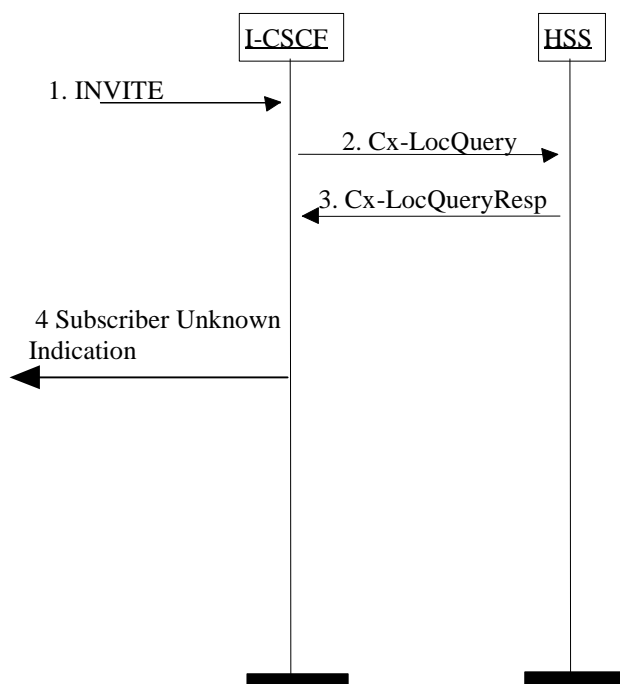 I-CSCF
HSS
1. INVITE
2. Cx-LocQuery
3. Cx-LocQueryResp
4 Subscriber Unknown
Indication